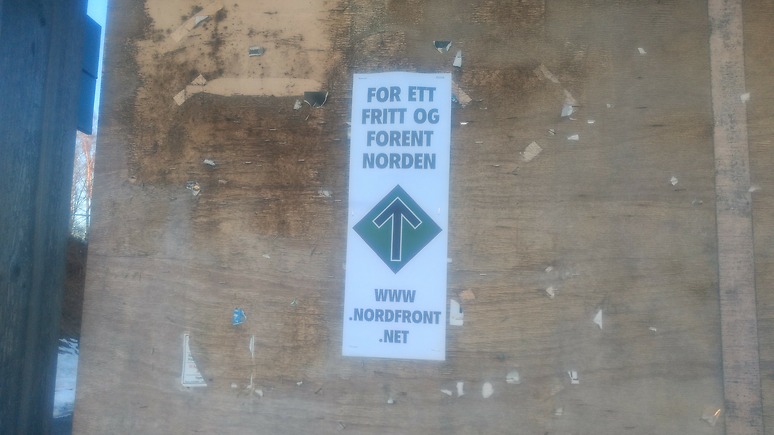 FOR ETT
FRITT OG
FORENT
NORDEN
WWW
.NORDFRONT
.NET